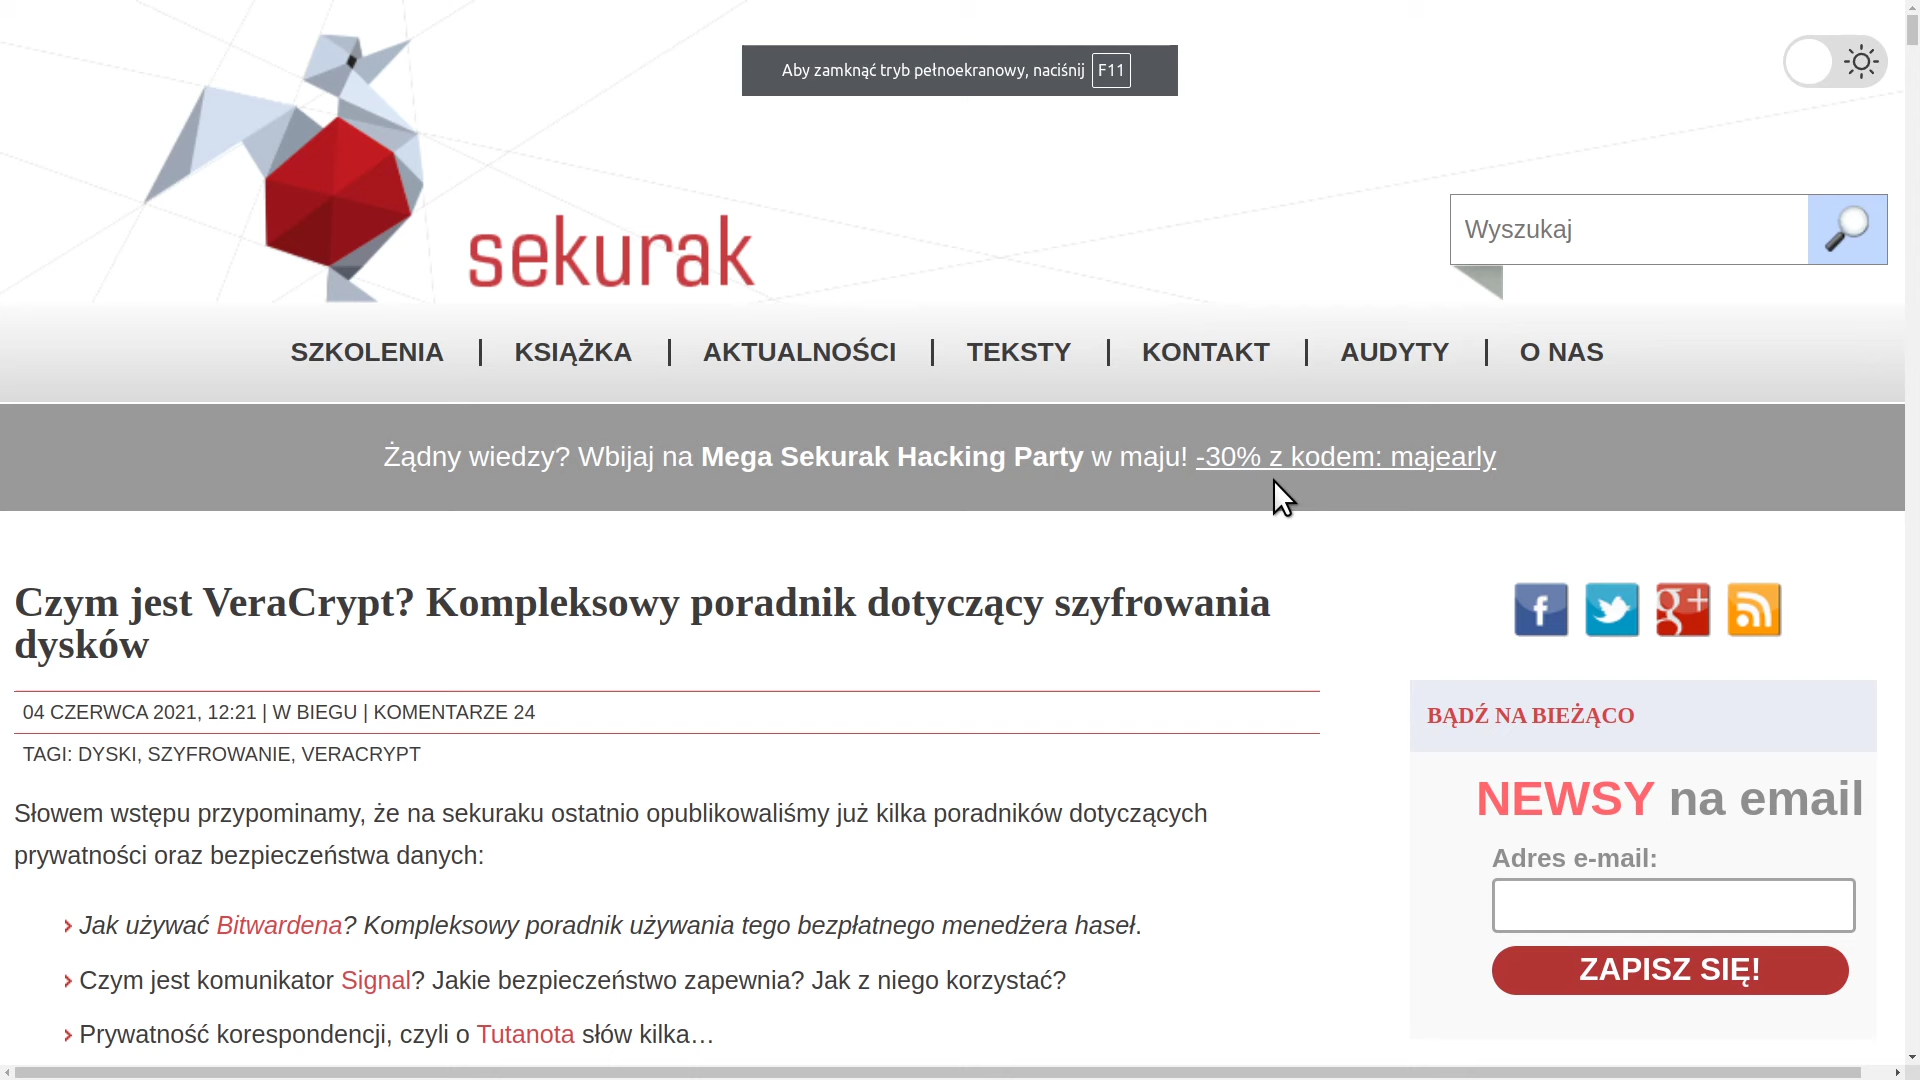 Aby zamknąć tryb pełnoekranowy, naciśnij F11
sekurak
Wyszukaj
SZKOLENIA | KSIĄŻKA | AKTUALNOŚCI | TEKSTY | KONTAKT | AUDYTY | O NAS
Żądny wiedzy? Wbijaj na Mega Sekurak Hacking Party w maju! -30% z kodem: majearly
Czym jest VeraCrypt? Kompleksowy poradnik dotyczący szyfrowania
dysków
04 CZERWCA 2021, 12:21 | W BIEGU | KOMENTARZE 24
TAGI: DYSKI, SZYFROWANIE, VERACRYPT
Słowem wstępu przypominamy, że na sekuraku ostatnio opublikowaliśmy już kilka poradników dotyczących
prywatności oraz bezpieczeństwa danych:
› Jak używać Bitwardena? Kompleksowy poradnik używania tego bezpłatnego menedżera haseł.
› Czym jest komunikator Signal? Jakie bezpieczeństwo zapewnia? Jak z niego korzystać?
› Prywatność korespondencji, czyli o Tutanota słów kilka…
f
g+
BĄDŹ NA BIEŻĄCO
NEWSY na email
Adres e-mail:
ZAPISZ SIĘ!